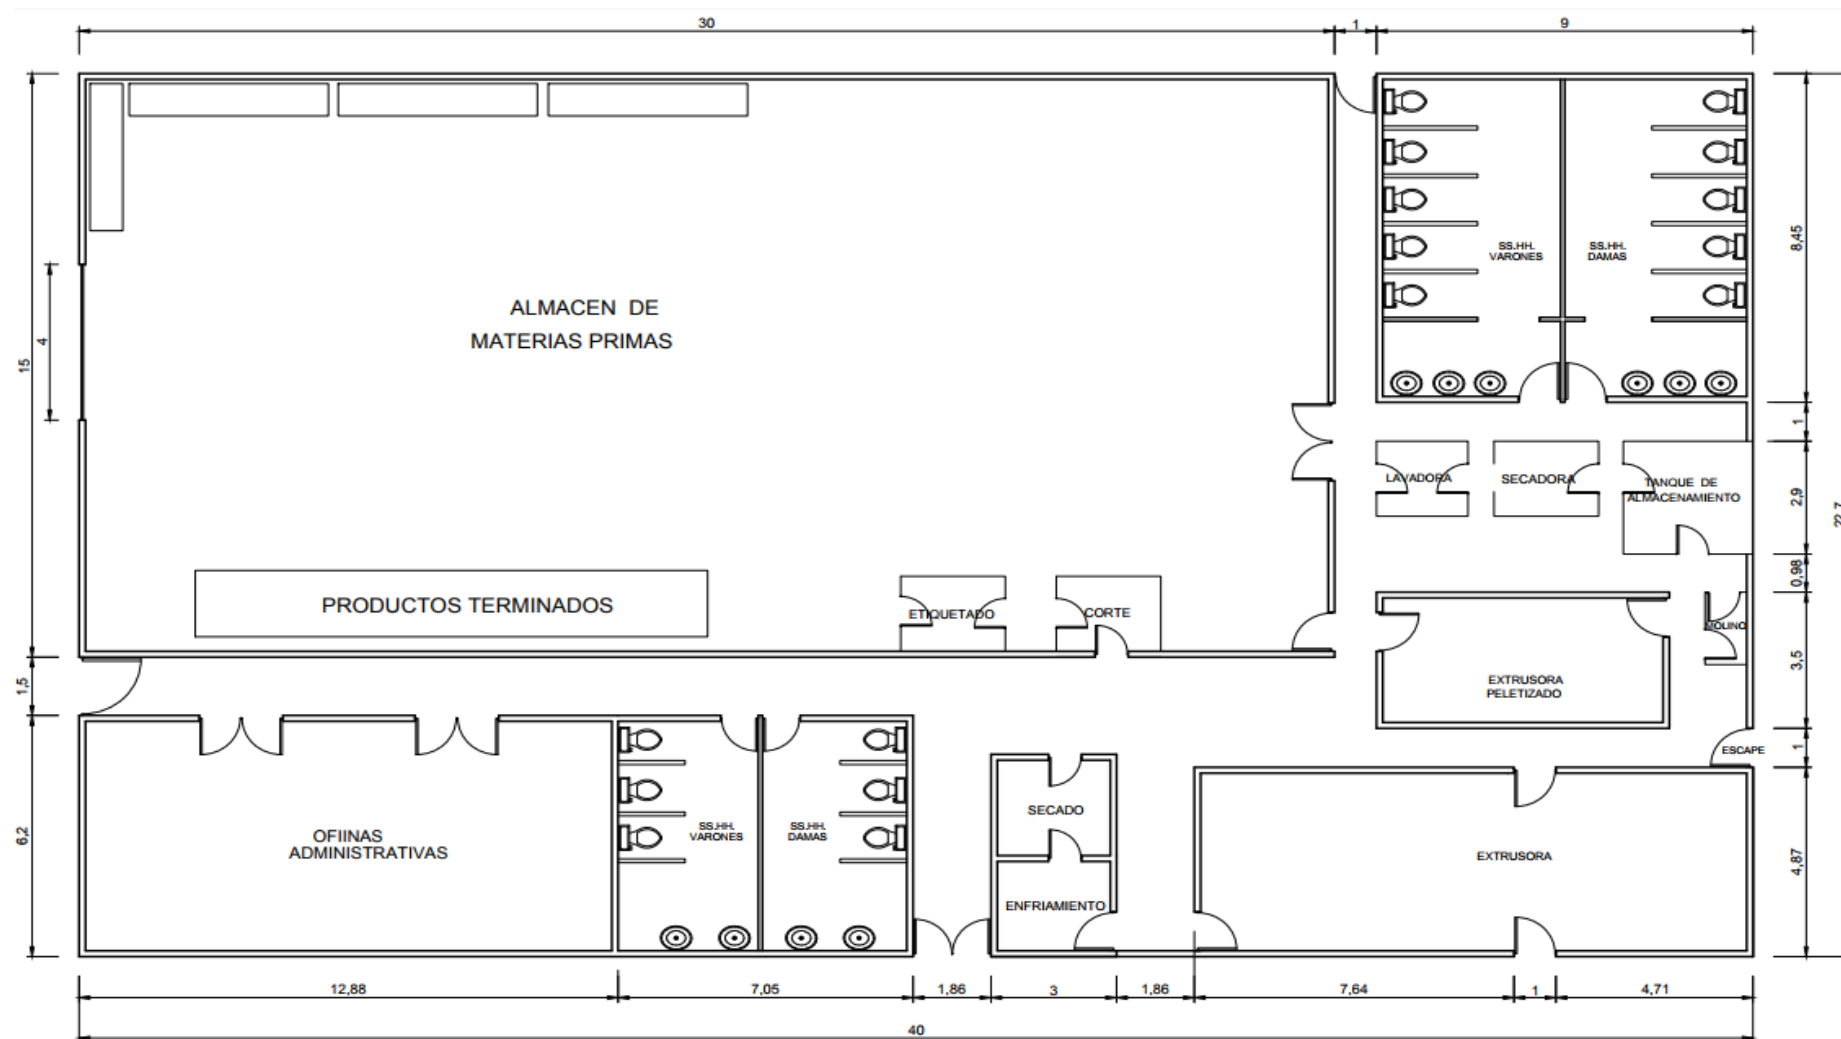 30
1
9
15
4
1,5
6,2
ALMACEN DE
MATERIAS PRIMAS
PRODUCTOS TERMINADOS
ETIQUETADO
CORTE
SS.HH.
VARONES
SS.HH.
DAMAS
LAVADORA
SECADORA
TANQUE DE
ALMACENAMIENTO
MOLINO
EXTRUSORA
PELETIZADO
ESCAPE
8,45
1
2,9
0,98
3,5
1
4,87
22,7
OFIINAS
ADMINISTRATIVAS
SS.HH.
VARONES
SS.HH.
DAMAS
SECADO
ENFRIAMIENTO
EXTRUSORA
12,88
7,05
1,86
3
1,86
7,64
1
4,71
40